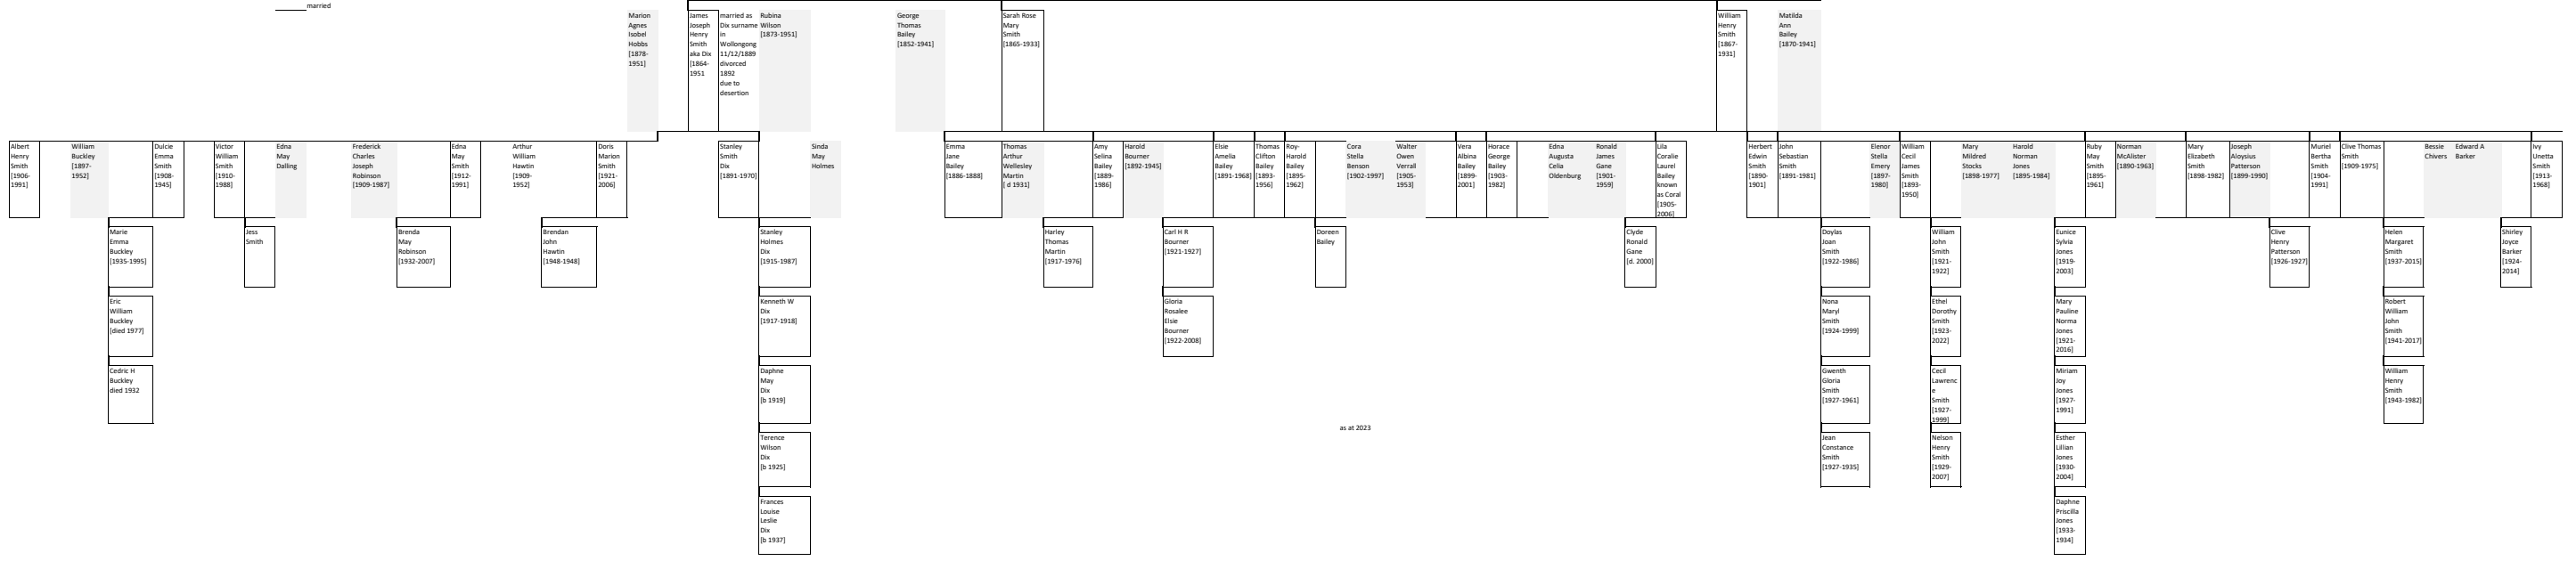 married
Marion
Agnes
Isobel
Hobbs
[1878-
1951]
James
Joseph
Henry
Smith
aka Dix
[1864-
1951
married as
Dix surname
in
Wollongong
11/12/1889
divorced
1892
due to
desertion
Rubina
Wilson
[1873-1951]
George
Thomas
Bailey
[1852-1941]
Sarah Rose
Mary
Smith
[1865-1933]
William
Henry
Smith
[1867-
1931]
Matilda
Ann
Bailey
[1870-1941]
Albert
Henry
Smith
[1906-
1991]
William
Buckley
[1897-
1952]
Dulcie
Emma
Smith
[1908-
1945]
Victor
William
Smith
[1910-
1988]
Edna
May
Dalling
Frederick
Charles
Joseph
Robinson
[1909-1987]
Edna
May
Smith
[1912-
1991]
Arthur
William
Hawtin
[1909-
1952]
Doris
Marion
Smith
[1921-
2006]
Stanley
Smith
Dix
[1891-1970]
Sinda
May
Holmes
Emma
Jane
Bailey
[1886-1888]
Thomas
Arthur
Wellesley
Martin
[ d 1931]
Amy
Selina
Bailey
[1889-
1986]
Harold
Bourner
[1892-1945]
Elsie
Amelia
Bailey
[1891-1968]
Thomas
Clifton
Bailey
[1893-
1956]
Roy-
Harold
Bailey
[1895-
1962]
Cora
Stella
Benson
[1902-1997]
Walter
Owen
Verrall
[1905-
1953]
Vera
Albina
Bailey
[1899-
2001]
Horace
George
Bailey
[1903-
1982]
Edna
Augusta
Celia
Oldenburg
Ronald
James
Gane
[1901-
1959]
Lila
Coralie
Laurel
Bailey
known
as Coral
[1905-
2006]
Herbert
Edwin
Smith
[1890-
1901]
John
Sebastian
Smith
[1891-1981]
Elenor
Stella
Emery
[1897-
1980]
William
Cecil
James
Smith
[1893-
1950]
Mary
Mildred
Stocks
[1898-1977]
Harold
Norman
Jones
[1895-1984]
Ruby
May
Smith
[1895-
1961]
Norman
McAlister
[1890-1963]
Mary
Elizabeth
Smith
[1898-1982]
Joseph
Aloysius
Patterson
[1899-1990]
Muriel
Bertha
Smith
[1904-
1991]
Clive Thomas
Smith
[1909-1975]
Bessie
Chivers
Edward A
Barker
Ivy
Unetta
Smith
[1913-
1968]
Marie
Emma
Buckley
[1935-1995]
Jess
Smith
Brenda
May
Robinson
[1932-2007]
Brendan
John
Hawtin
[1948-1948]
Stanley
Holmes
Dix
[1915-1987]
Harley
Thomas
Martin
[1917-1976]
Carl H R
Bourner
[1921-1927]
Doreen
Bailey
Clyde
Ronald
Gane
[d. 2000]
Doylas
Joan
Smith
[1922-1986]
William
John
Smith
[1921-
1922]
Eunice
Sylvia
Jones
[1919-
2003]
Clive
Henry
Patterson
[1926-1927]
Helen
Margaret
Smith
[1937-2015]
Shirley
Joyce
Barker
[1924-
2014]
Eric
William
Buckley
[died 1977]
Kenneth W
Dix
[1917-1918]
Gloria
Rosalee
Elsie
Bourner
[1922-2008]
Nona
Maryl
Smith
[1924-1999]
Ethel
Dorothy
Smith
[1923-
2022]
Mary
Pauline
Norma
Jones
[1921-
2016]
Robert
William
John
Smith
[1941-2017]
Cedric H
Buckley
died 1932
Daphne
May
Dix
[b 1919]
Gwenth
Gloria
Smith
[1927-1961]
Cecil
Lawrenc
e
Smith
[1927-
1999]
Miriam
Joy
Jones
[1927-
1991]
William
Henry
Smith
[1943-1982]
as at 2023
Terence
Wilson
Dix
[b 1925]
Jean
Constance
Smith
[1927-1935]
Nelson
Henry
Smith
[1929-
2007]
Esther
Lillian
Jones
[1930-
2004]
Frances
Louise
Leslie
Dix
[b 1937]
Daphne
Priscilla
Jones
[1933-
1934]